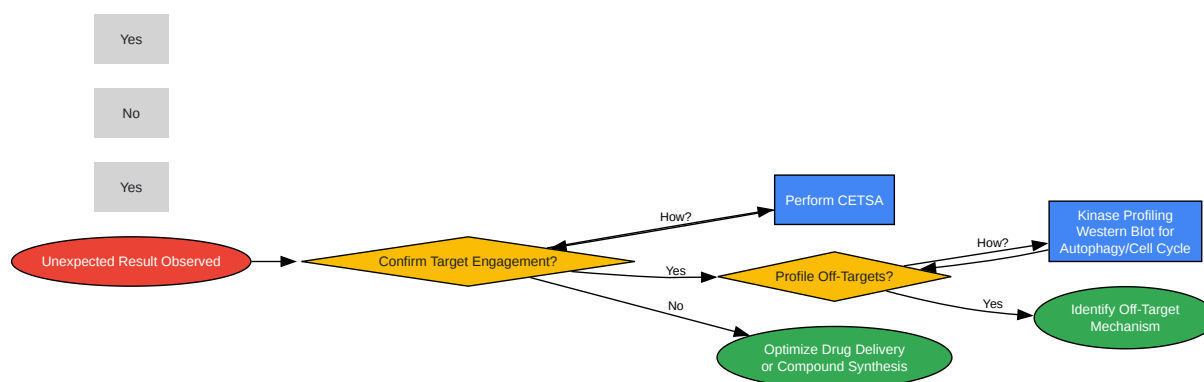 Yes
No
Yes
Unexpected Result Observed
Confirm Target Engagement?
How?
Perform CETSA
Yes
Profile Off-Targets?
How?
Kinase Profiling
Western Blot for
Autophagy/Cell Cycle
Yes
Identify Off-Target
Mechanism
No
Optimize Drug Delivery
or Compound Synthesis